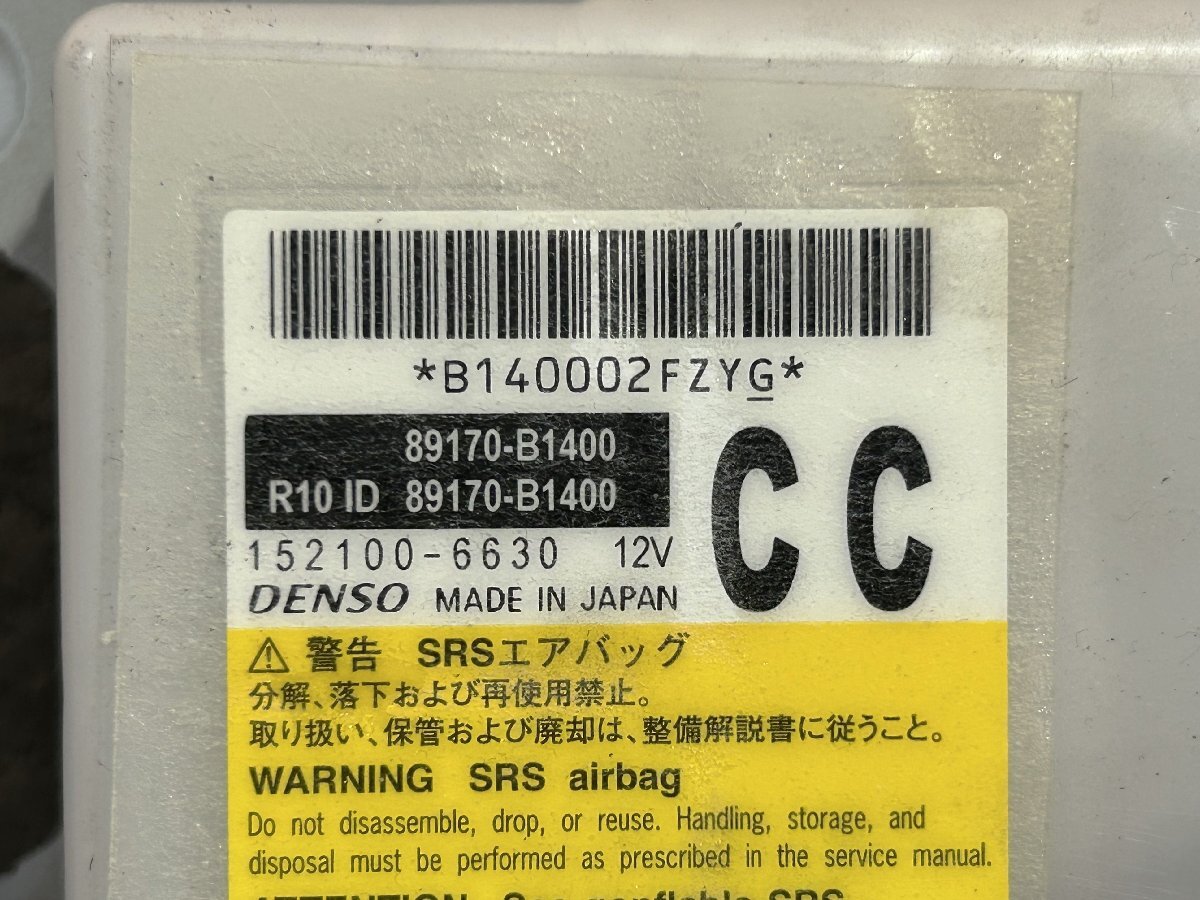 *B140002FZYG*
89170-B1400
R10 ID 89170-B1400
CC
152100-6630 12V
DENSO MADE IN JAPAN
⚠ 警告 SRSエアバッグ
分解、落下および再使用禁止。
取り扱い、保管および廃却は、整備解説書に従うこと。
WARNING SRS airbag
Do not disassemble, drop, or reuse. Handling, storage, and
disposal must be performed as prescribed in the service manual.
ATTENTION Sac gonflable SRS